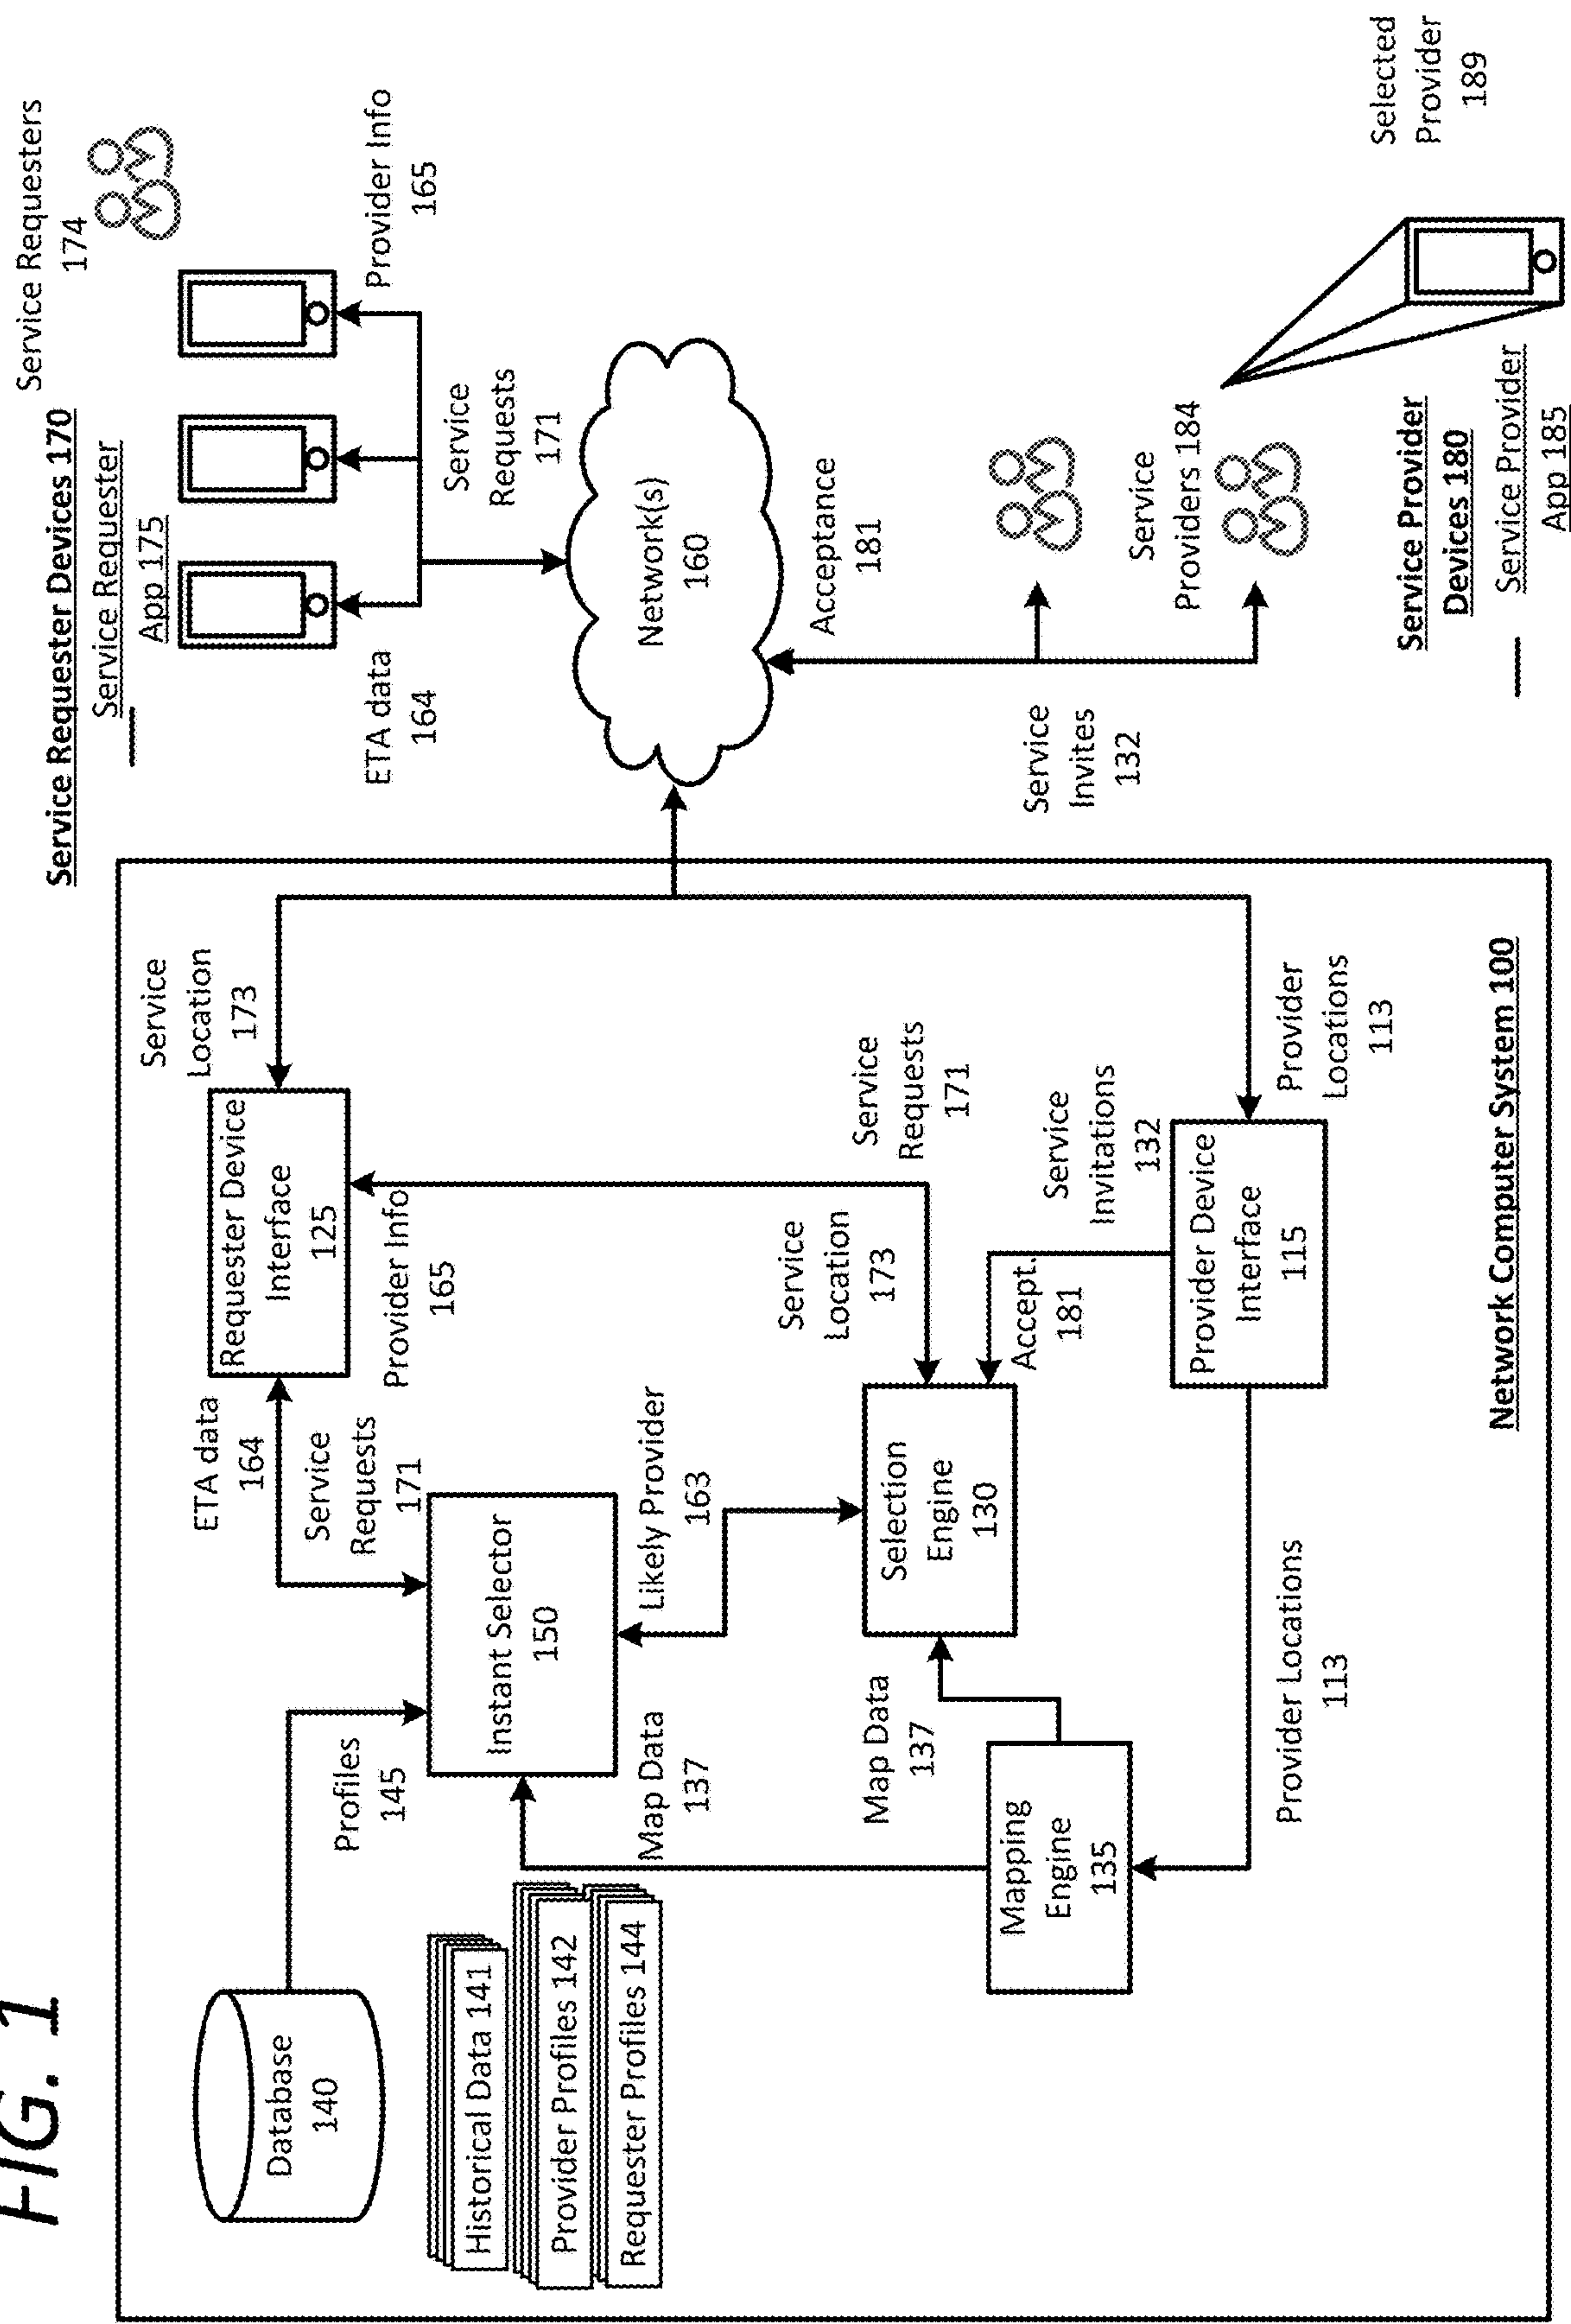 FIG. 1
Database
140
Historical Data 141
Provider Profiles 142
Requester Profiles 144
Profiles
145
ETA data
164
Service
Requests
171
Instant Selector
150
Map Data
137
Likely Provider
163
Requester Device
Interface
125
Provider Info
165
Service
Location
173
Mapping
Engine
135
Map Data
137
Selection
Engine
130
Service
Location
173
Service
Requests
171
Accept.
181
Service
Invitations
132
Provider Device
Interface
115
Provider Locations
113
Provider
Locations
113
Network Computer System 100
Service Requester Devices 170
Service Requester
App 175
Service Requesters
174
ETA data
164
Provider Info
165
Service
Requests
171
Network(s)
160
Acceptance
181
Service
Invites
132
Service
Providers 184
Service Provider
Devices 180
Service Provider
App 185
Selected
Provider
189